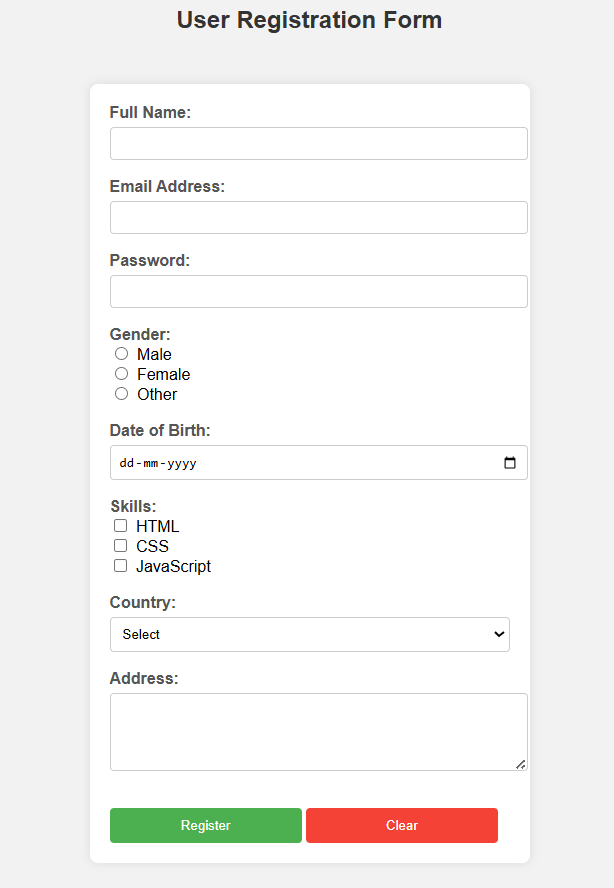 User Registration Form
Full Name:
Email Address:
Password:
Gender:
Male
Female
Other
Date of Birth:
dd-mm-yyyy
Skills:
HTML
CSS
JavaScript
Country:
Select
Address:
Register Clear